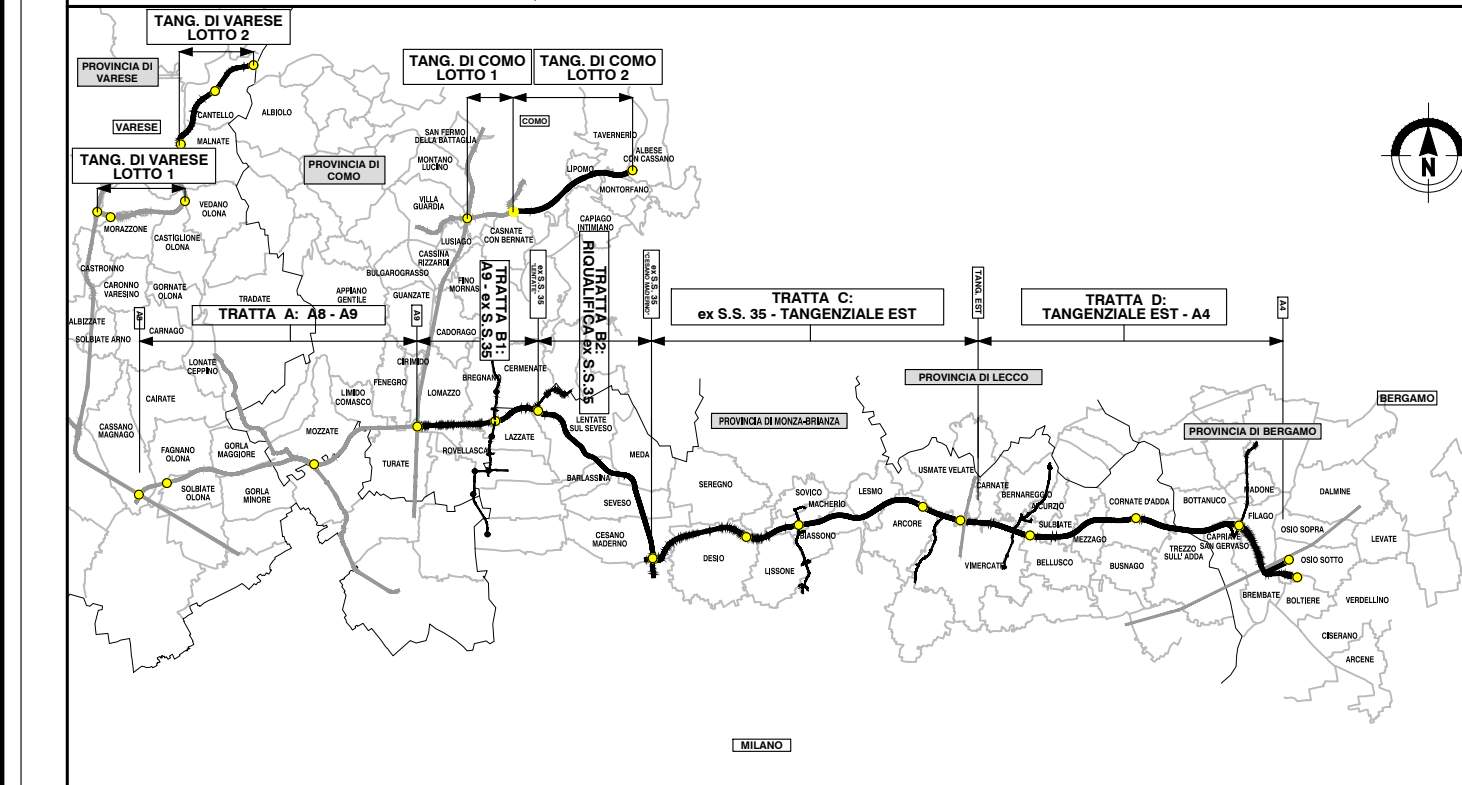 TANG. DI VARESE
LOTTO 2
PROVINCIA DI
VARESE
CANTELLO
ALBIOLO
VARESE
MALNATE
TANG. DI VARESE
LOTTO 1
PROVINCIA DI
COMO
VEDANO
OLONA
MORAZZONE
CASTIGLIONE
OLONA
TANG. DI COMO
LOTTO 1
TANG. DI COMO
LOTTO 2
COMO
SAN FERMO
DELLA BATTAGLIA
MONTANO
LUCINO
VILLA
GUARDIA
TAVERNERIO
ALBESE
CON CASSANO
LIPOMO
MONTORFANO
CAPIAGO
INTIMIANO
LUSIAGO
CASNATE
CON BERNATE
CASSINA
RIZZARDI
BULGAROGRASSO
FINO
MORNAS
N
CASTRONNO
CARONNO
VARESINO
GORNATE
OLONA
TRADATE
APPIANO
GENTILE
GUANZATE
ALBIZZATE
SOLBIATE ARNO
CARNAGO
A8
TRATTA A: A8 - A9
A9
CADORAGO
TRATTA B1:
A9 - ex S.S.35
ex S.S. 35
"LENTATE"
TRATTA B2:
RIQUALIFICA ex S.S.35
ex S.S. 35
"CESANO MADERNO"
TRATTA C:
ex S.S. 35 - TANGENZIALE EST
TANG. EST
TRATTA D:
TANGENZIALE EST - A4
A4
LONATE
CEPPINO
CIRIMIDO
FENEGRO
LIMIDO
COMASCO
LOMAZZO
BREGNANO
CERMENATE
CAIRATE
CASSANO
MAGNAGO
FAGNANO
OLONA
GORLA
MAGGIORE
MOZZATE
TURATE
ROVELLASCA
LAZZATE
LENTATE
SUL SEVESO
SOLBIATE
OLONA
GORLA
MINORE
BARLASSINA
MEDA
SEVESO
CESANO
MADERNO
PROVINCIA DI LECCO
PROVINCIA DI MONZA-BRIANZA
BERGAMO
PROVINCIA DI BERGAMO
SEREGNO
DESIO
LISSONE
SOVICO
MACHERIO
BIASSONO
LESMO
ARCORE
USMATE VELATE
CARNATE
BERNAREGGIO
AICURZIO
SULBIATE
MEZZAGO
VIMERCATE
BELLUSCO
BUSNAGO
CORNATE D'ADDA
TREZZO
SULL' ADDA
BOTTANUCO
CAPRIATE
SAN GERVASO
MADONE
FILAGO
DALMINE
OSIO SOPRA
OSIO SOTTO
LEVATE
BREMBATE
BOLTIERE
VERDELLINO
CISERANO
ARCENE
MILANO